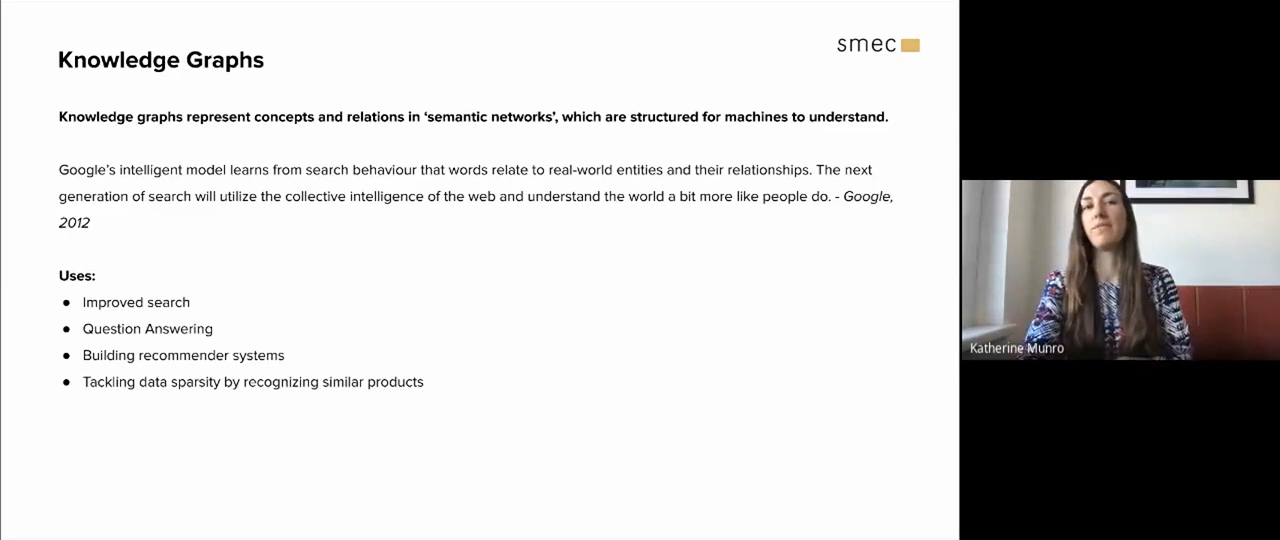 smec
Knowledge Graphs
Knowledge graphs represent concepts and relations in ‘semantic networks’, which are structured for machines to understand.
Google’s intelligent model learns from search behaviour that words relate to real-world entities and their relationships. The next
generation of search will utilize the collective intelligence of the web and understand the world a bit more like people do. - Google,
2012
Uses:
● Improved search
● Question Answering
● Building recommender systems
● Tackling data sparsity by recognizing similar products
Katherine Munro